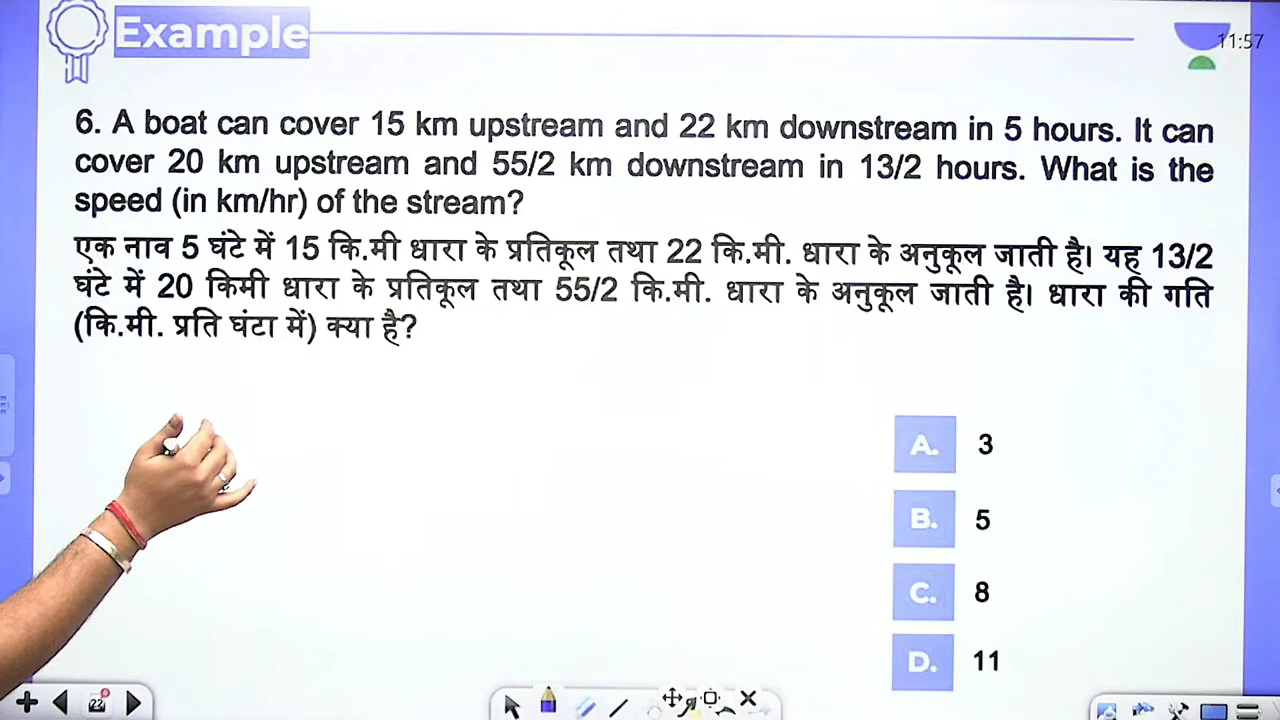 Example
11:57
6. A boat can cover 15 km upstream and 22 km downstream in 5 hours. It can
cover 20 km upstream and 55/2 km downstream in 13/2 hours. What is the
speed (in km/hr) of the stream?
एक नाव 5 घंटे में 15 कि.मी धारा के प्रतिकूल तथा 22 कि.मी. धारा के अनुकूल जाती है। यह 13/2
घंटे में 20 किमी धारा के प्रतिकूल तथा 55/2 कि.मी. धारा के अनुकूल जाती है। धारा की गति
(कि.मी. प्रति घंटा में) क्या है?
A. 3
B. 5
C. 8
D. 11
22